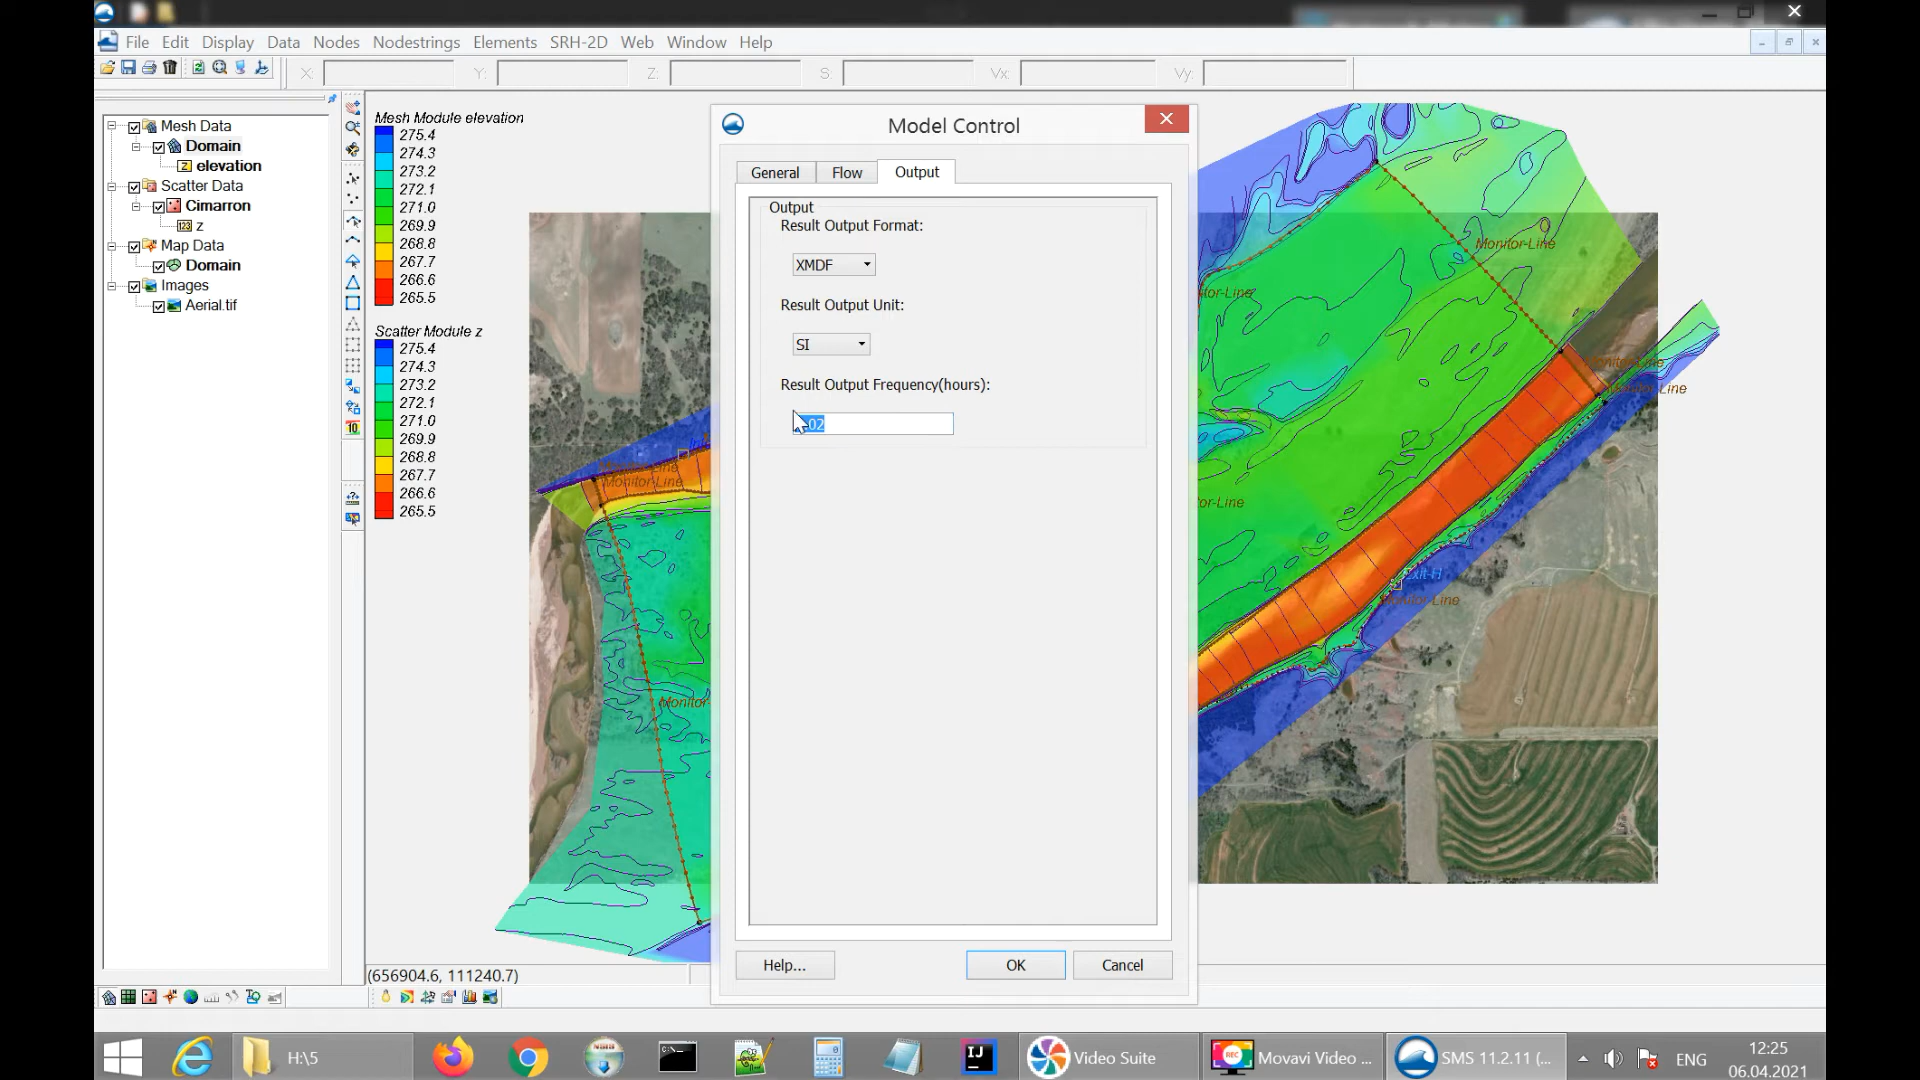 File Edit Display Data Nodes Nodestrings Elements SRH-2D Web Window Help
X: Y: Z: S: Vx: Vy:
Mesh Data
Domain
elevation
Scatter Data
Cimarron
z
Map Data
Domain
Images
Aerial.tif
Mesh Module elevation
275.4
274.3
273.2
272.1
271.0
269.9
268.8
267.7
266.6
265.5
Scatter Module z
275.4
274.3
273.2
272.1
271.0
269.9
268.8
267.7
266.6
265.5
Model Control
General Flow Output
Output
Result Output Format:
XMDF
Result Output Unit:
SI
Result Output Frequency(hours):
02
Help... OK Cancel
Monitor-Line
Monitor-Line
Monitor-Line
Exit-H
Monitor-Line
Monitor-Line
(656904.6, 111240.7)
H:\5
Video Suite
Movavi Video ...
SMS 11.2.11 (...
ENG
12:25
06.04.2021